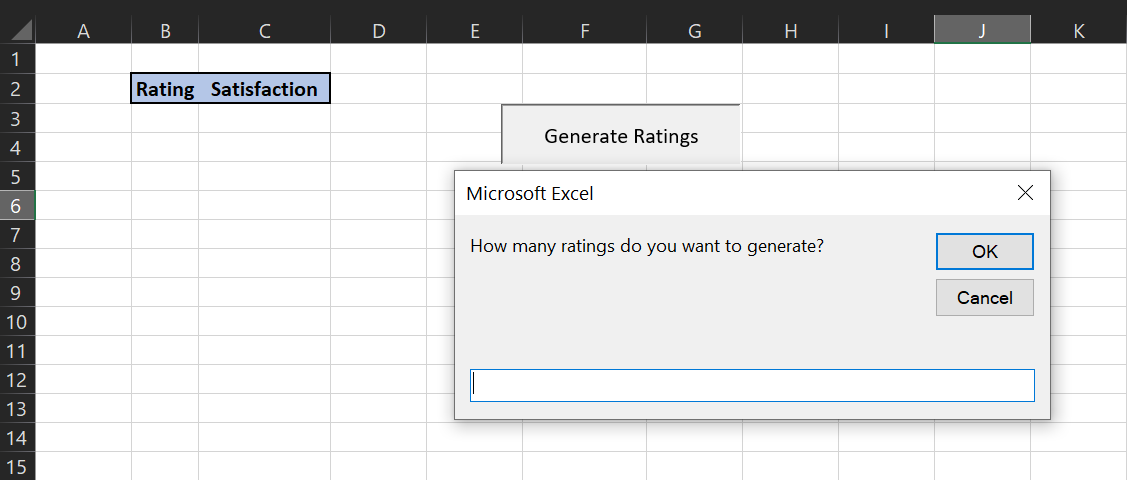 A B C D E F G H I J K
1
2 Rating Satisfaction
3
Generate Ratings
4
5
Microsoft Excel
6
7
How many ratings do you want to generate?
OK
8
9
Cancel
10
11
12
13
14
15